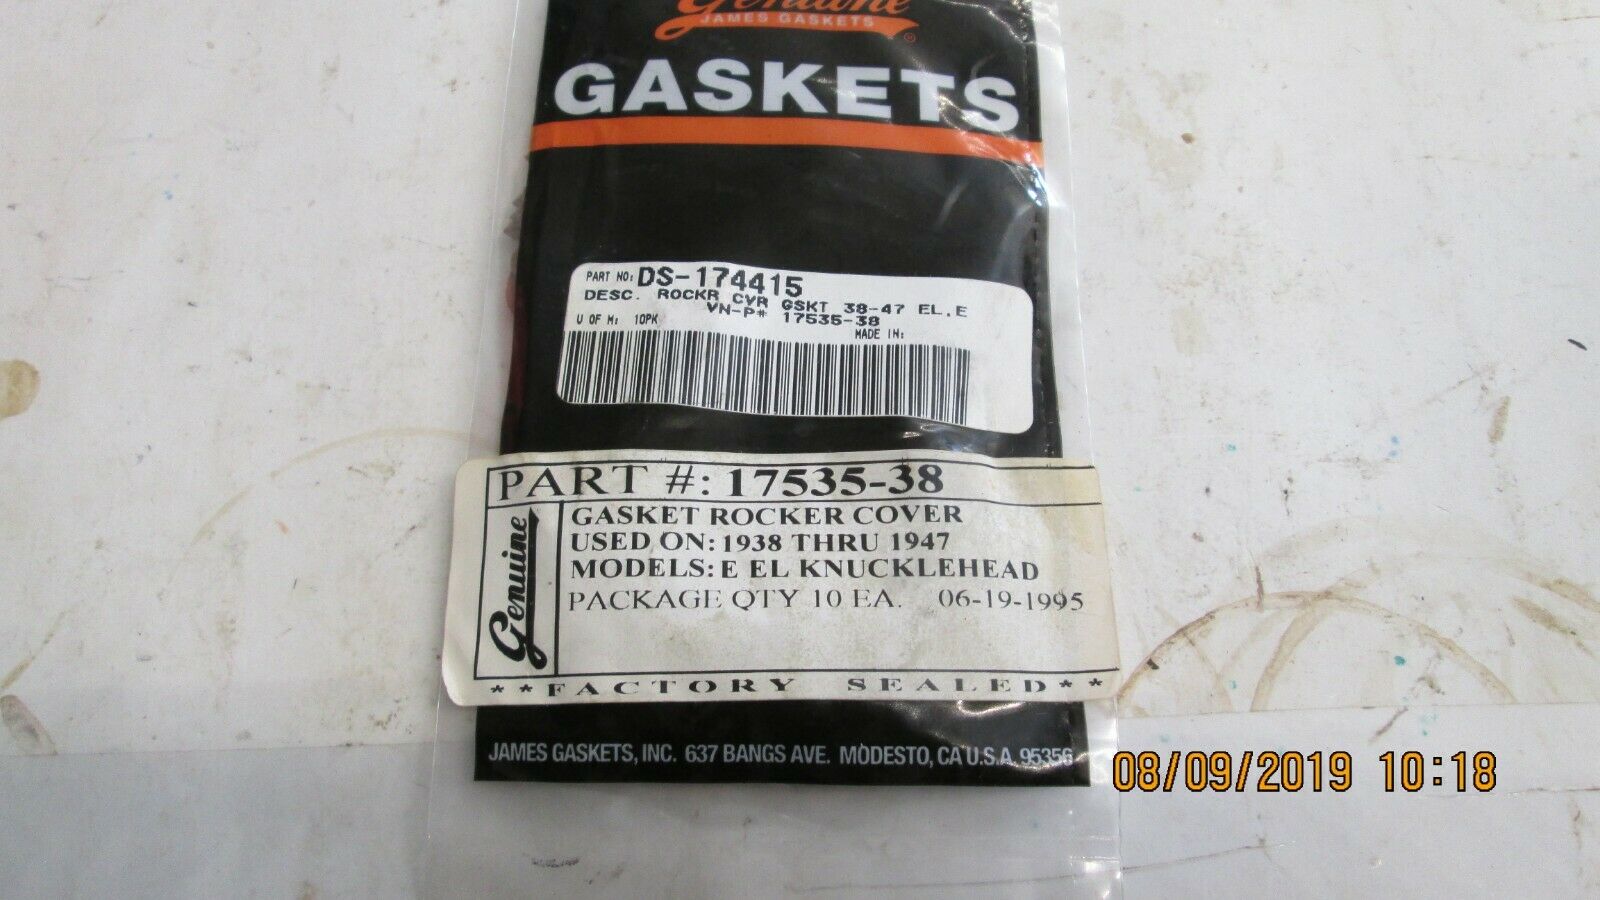 Genuine
JAMES GASKETS
®
GASKETS
PART NO: DS-174415
DESC. ROCKR CVR GSKT 38-47 EL.E
VN-P# 17535-38
U OF M: 10PK
MADE IN:
PART #: 17535-38
Genuine
GASKET ROCKER COVER
USED ON: 1938 THRU 1947
MODELS: E EL KNUCKLEHEAD
PACKAGE QTY 10 EA. 06-19-1995
**FACTORY SEALED**
JAMES GASKETS, INC. 637 BANGS AVE. MODESTO, CA U.S.A. 95356
08/09/2019 10:18